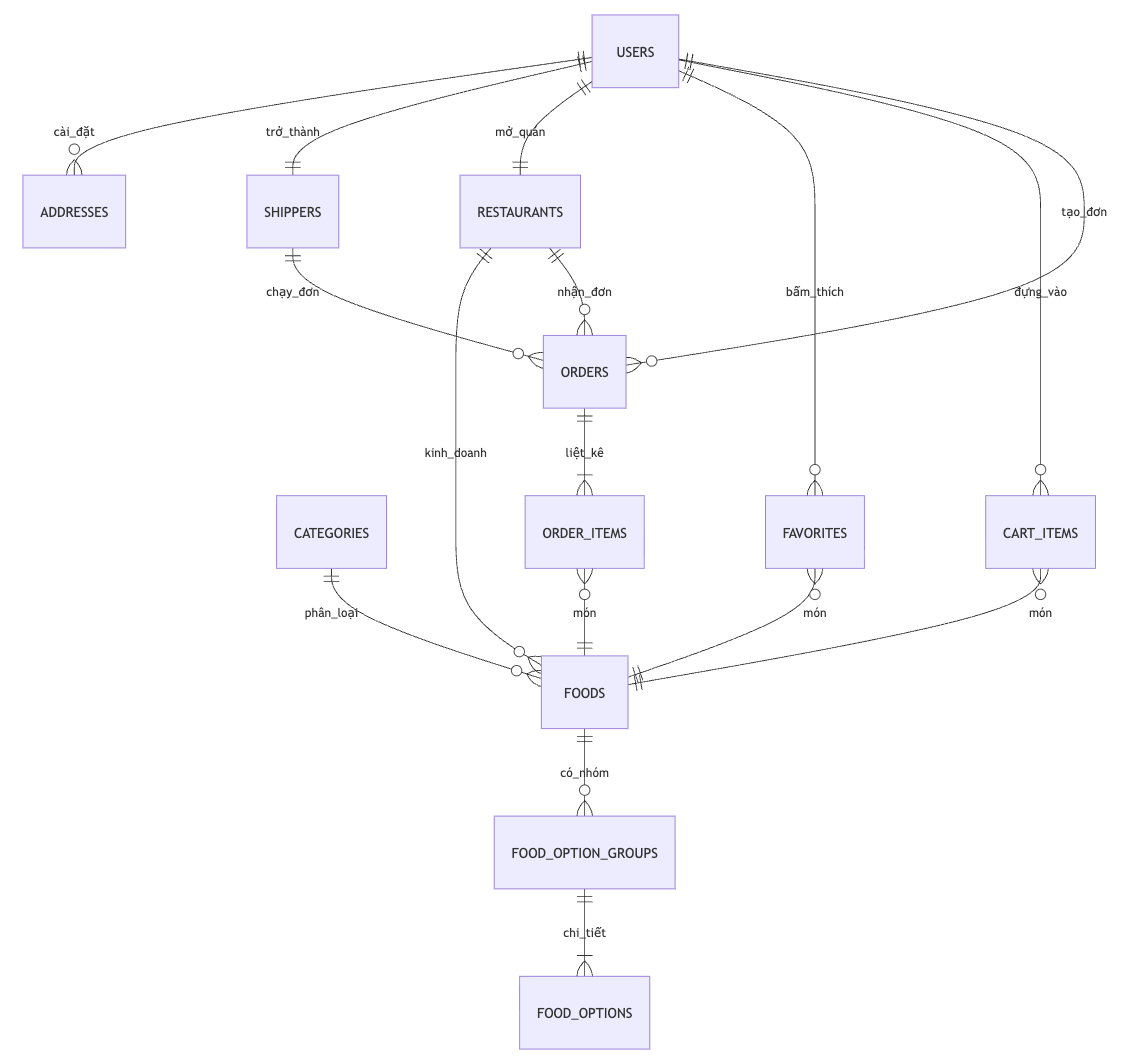 USERS
cài_đặt
trở_thành
mở_quán
ADDRESSES
SHIPPERS
RESTAURANTS
tạo_đơn
chạy_đơn
nhận_đơn
bấm_thích
đựng_vào
ORDERS
kinh_doanh
liệt_kê
CATEGORIES
ORDER_ITEMS
FAVORITES
CART_ITEMS
phân_loại
món
món
món
FOODS
có_nhóm
FOOD_OPTION_GROUPS
chi_tiết
FOOD_OPTIONS